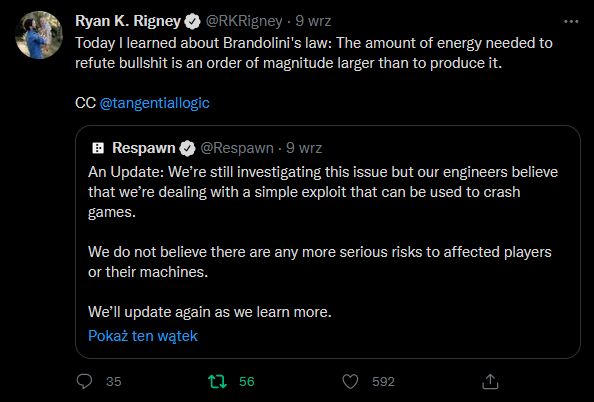 Ryan K. Rigney @RKRigney · 9 wrz
Today I learned about Brandolini's law: The amount of energy needed to
refute bullshit is an order of magnitude larger than to produce it.
CC @tangentiallogic
Respawn @Respawn · 9 wrz
An Update: We're still investigating this issue but our engineers believe
that we're dealing with a simple exploit that can be used to crash
games.
We do not believe there are any more serious risks to affected players
or their machines.
We'll update again as we learn more.
Pokaż ten wątek
35 56 592